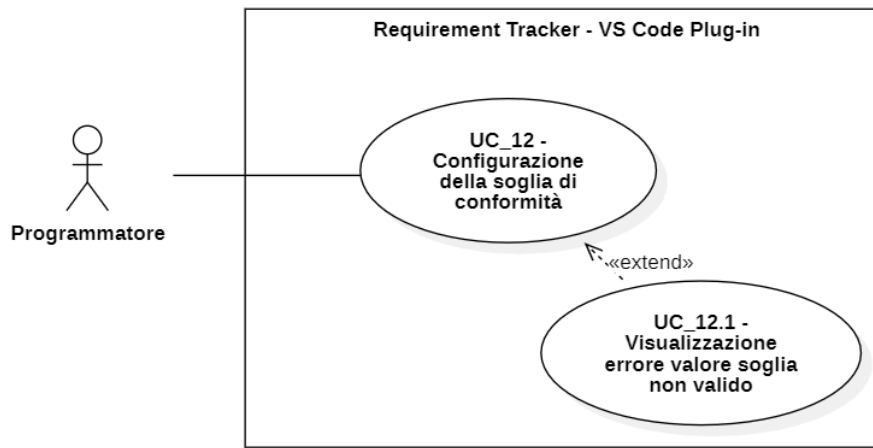 Requirement Tracker - VS Code Plug-in
UC_12 -
Configurazione
della soglia di
conformità
Programmatore
«extend»
UC_12.1 -
Visualizzazione
errore valore soglia
non valido